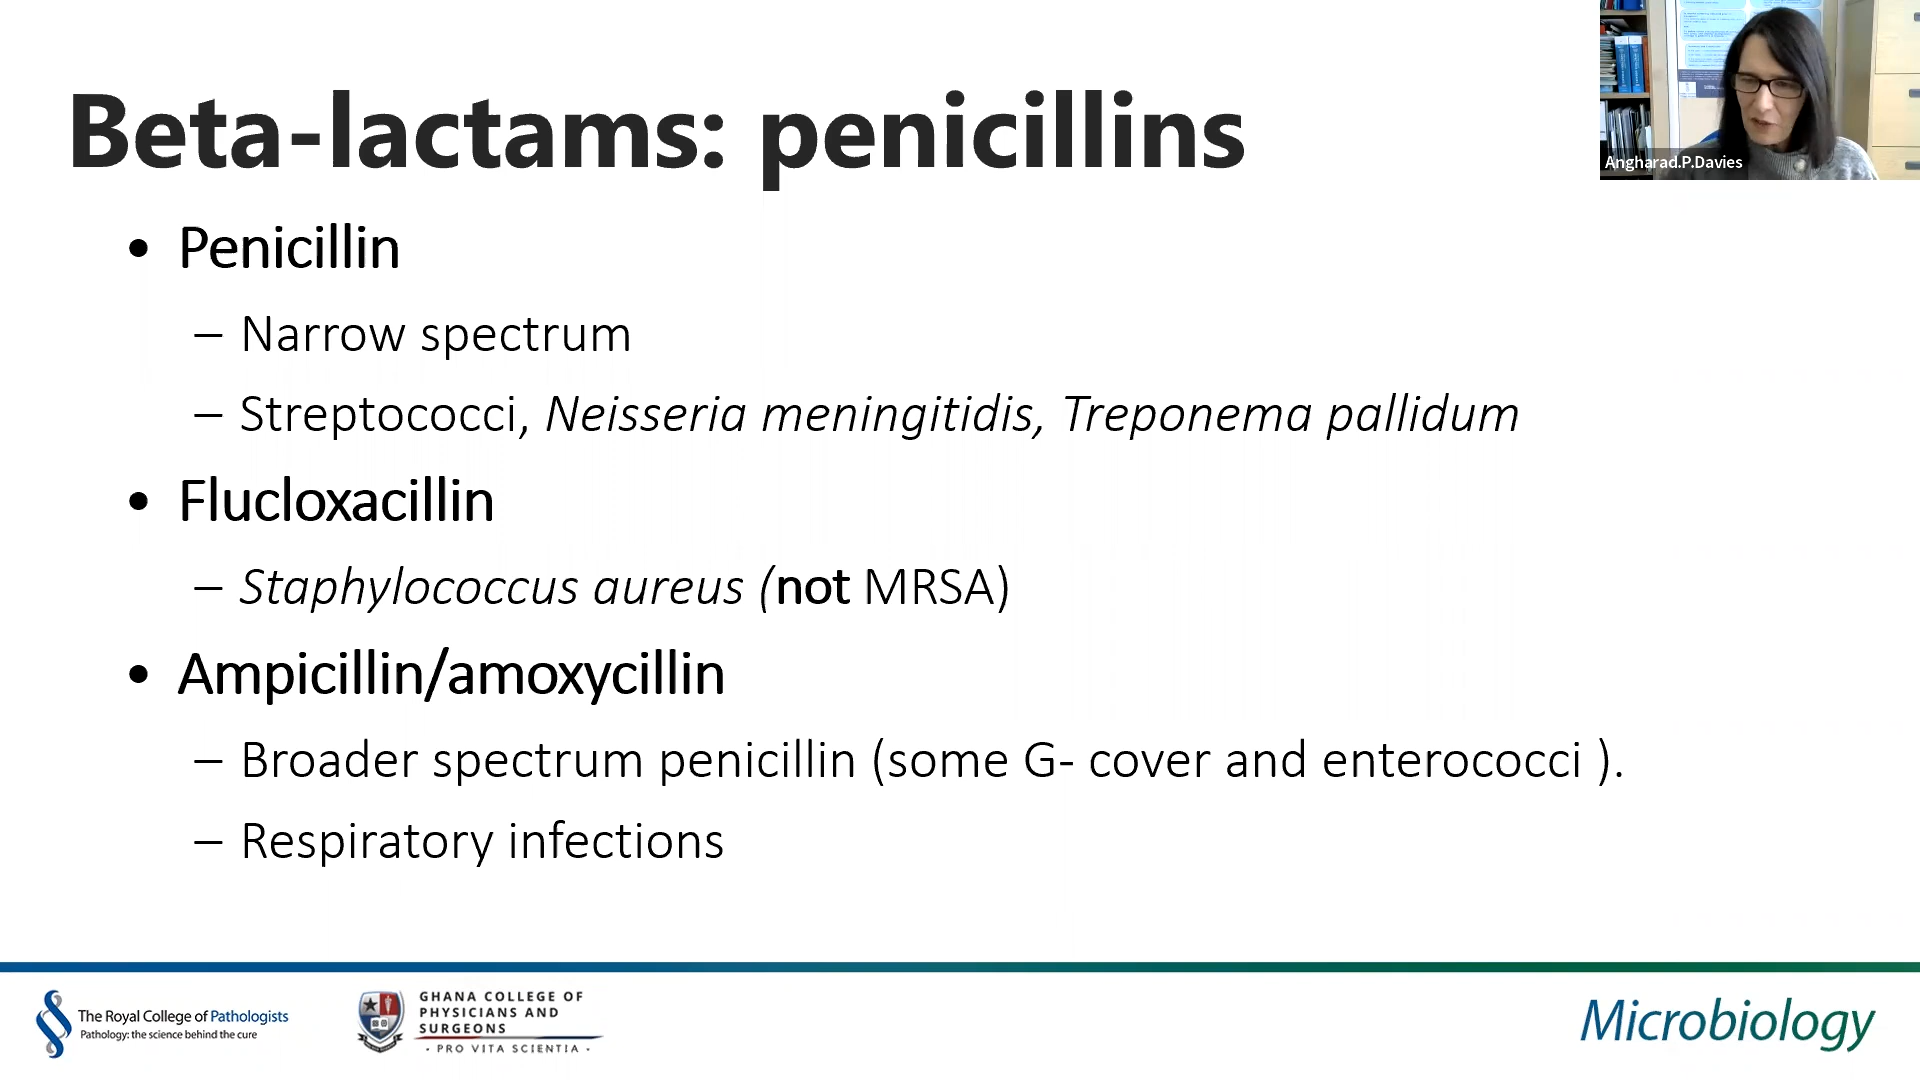 Beta-lactams: penicillins
Angharad.P.Davies
• Penicillin
– Narrow spectrum
– Streptococci, Neisseria meningitidis, Treponema pallidum
• Flucloxacillin
– Staphylococcus aureus (not MRSA)
• Ampicillin/amoxycillin
– Broader spectrum penicillin (some G- cover and enterococci ).
– Respiratory infections
The Royal College of Pathologists
Pathology: the science behind the cure
GHANA COLLEGE OF
PHYSICIANS AND
SURGEONS
- PRO VITA SCIENTIA -
Microbiology